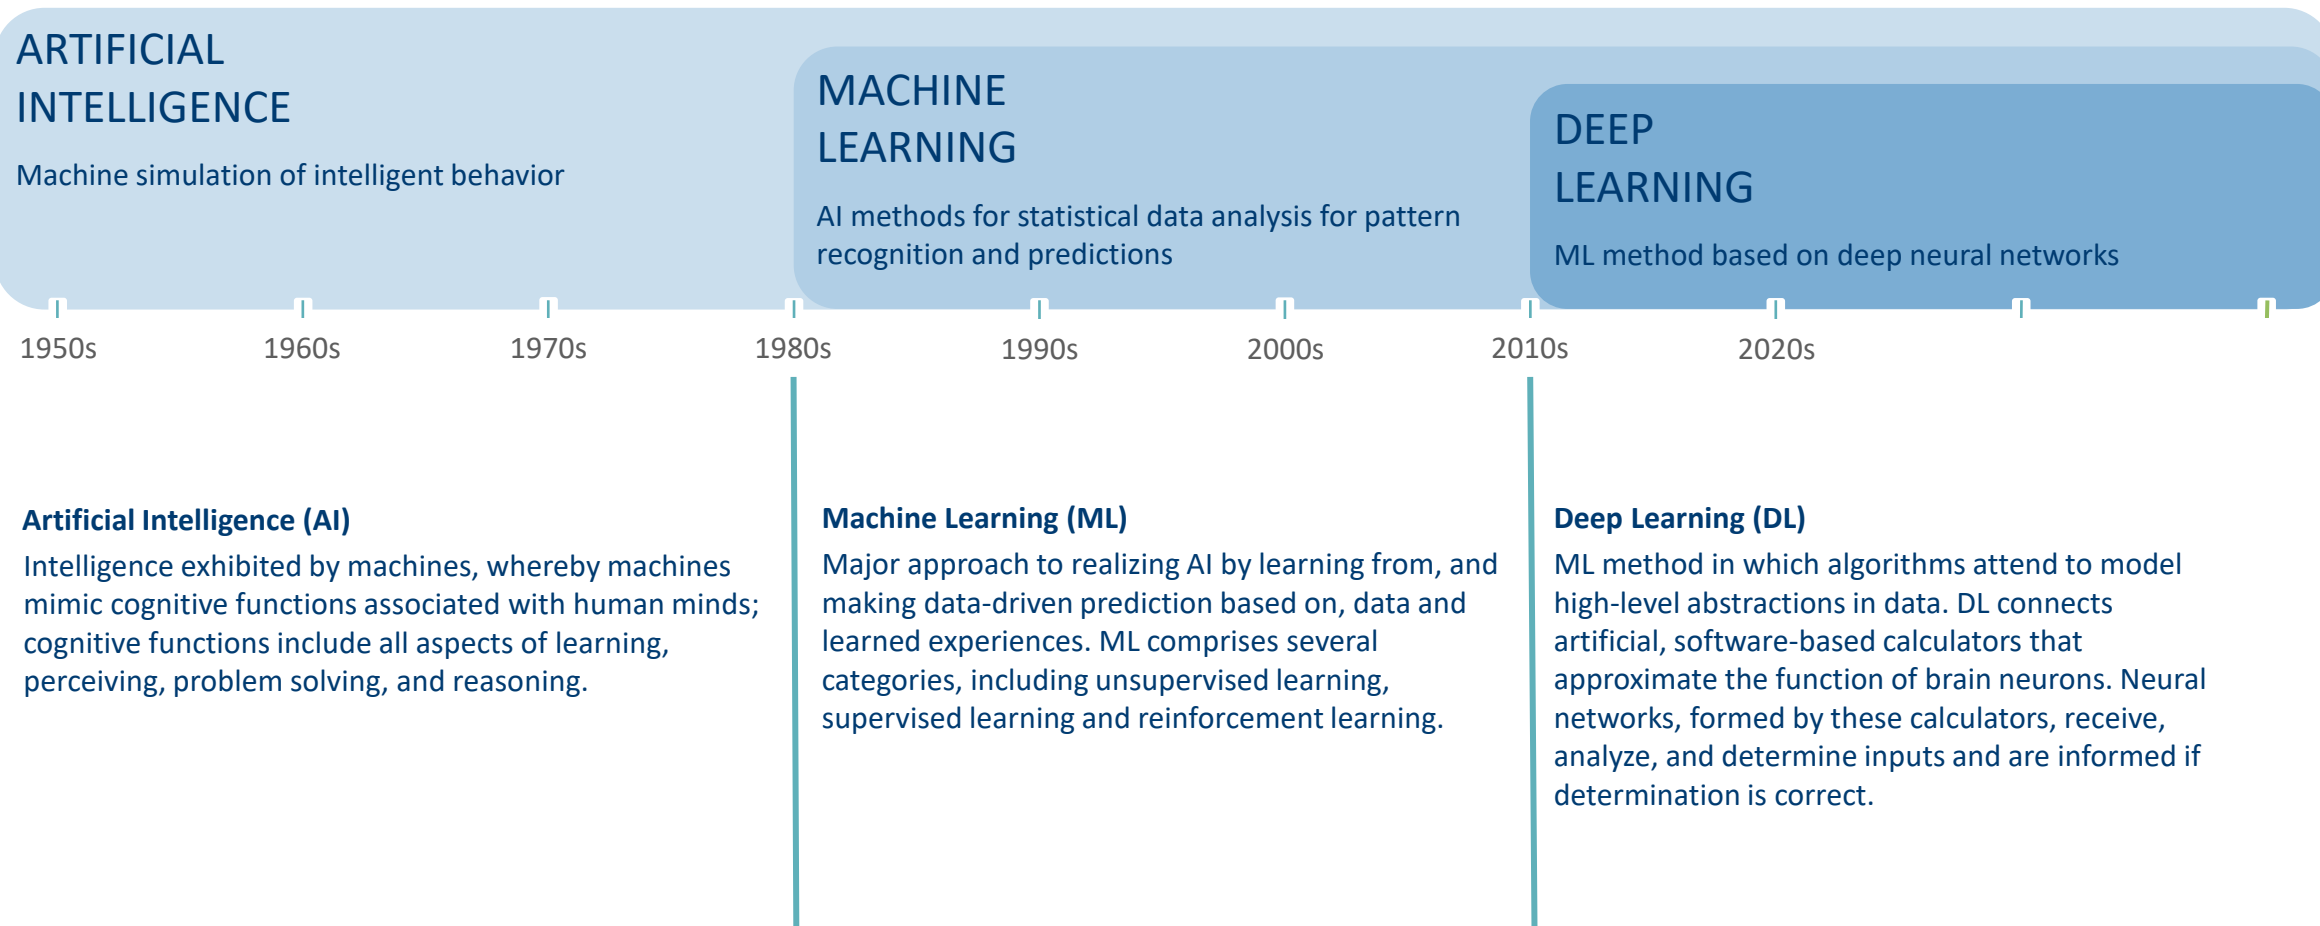 ARTIFICIAL
INTELLIGENCE
Machine simulation of intelligent behavior
MACHINE
LEARNING
AI methods for statistical data analysis for pattern
recognition and predictions
DEEP
LEARNING
ML method based on deep neural networks
1950s 1960s 1970s 1980s 1990s 2000s 2010s 2020s
Artificial Intelligence (AI)
Intelligence exhibited by machines, whereby machines
mimic cognitive functions associated with human minds;
cognitive functions include all aspects of learning,
perceiving, problem solving, and reasoning.
Machine Learning (ML)
Major approach to realizing AI by learning from, and
making data-driven prediction based on, data and
learned experiences. ML comprises several
categories, including unsupervised learning,
supervised learning and reinforcement learning.
Deep Learning (DL)
ML method in which algorithms attend to model
high-level abstractions in data. DL connects
artificial, software-based calculators that
approximate the function of brain neurons. Neural
networks, formed by these calculators, receive,
analyze, and determine inputs and are informed if
determination is correct.